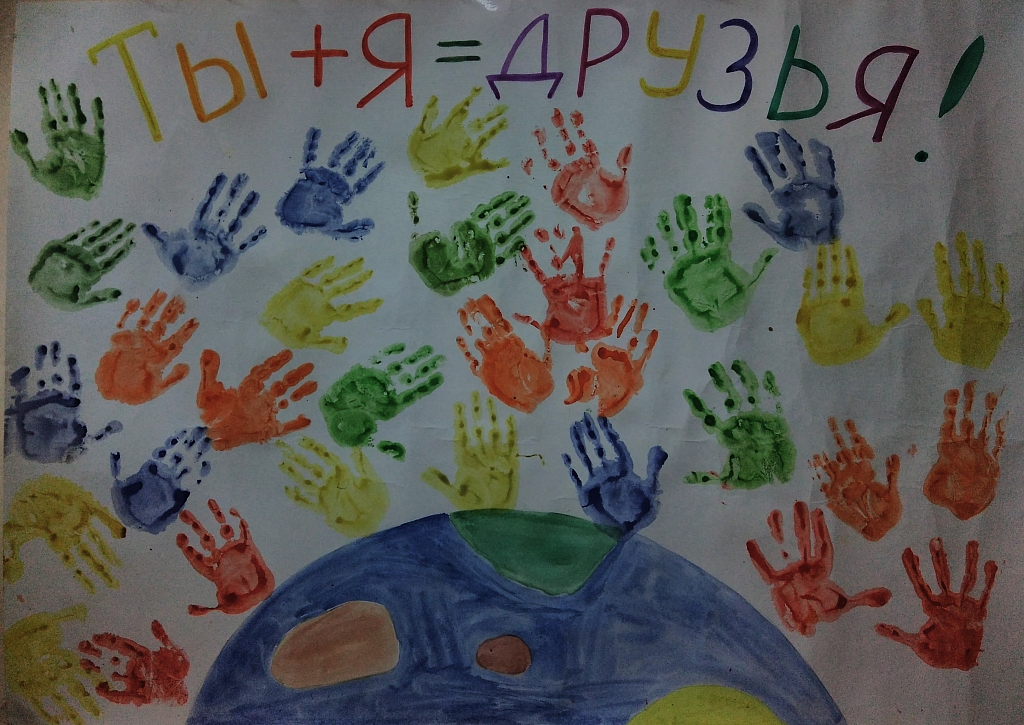 Ты + я = друзья!